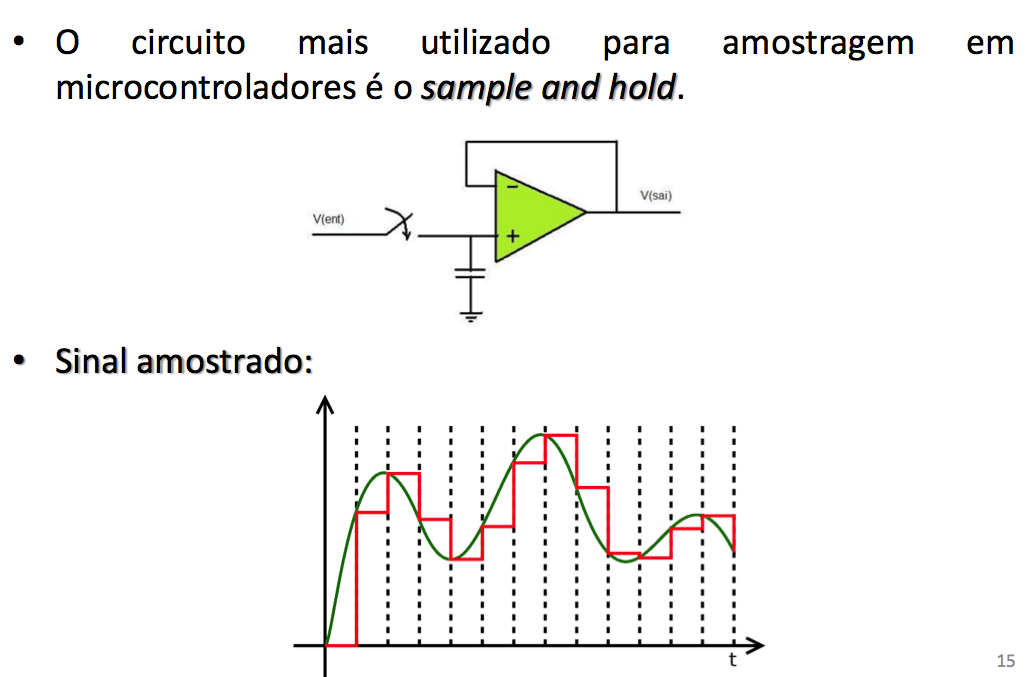 • O circuito mais utilizado para amostragem em
microcontroladores é o sample and hold.
V(sai)
V(ent)
−
+
• Sinal amostrado:
t
15